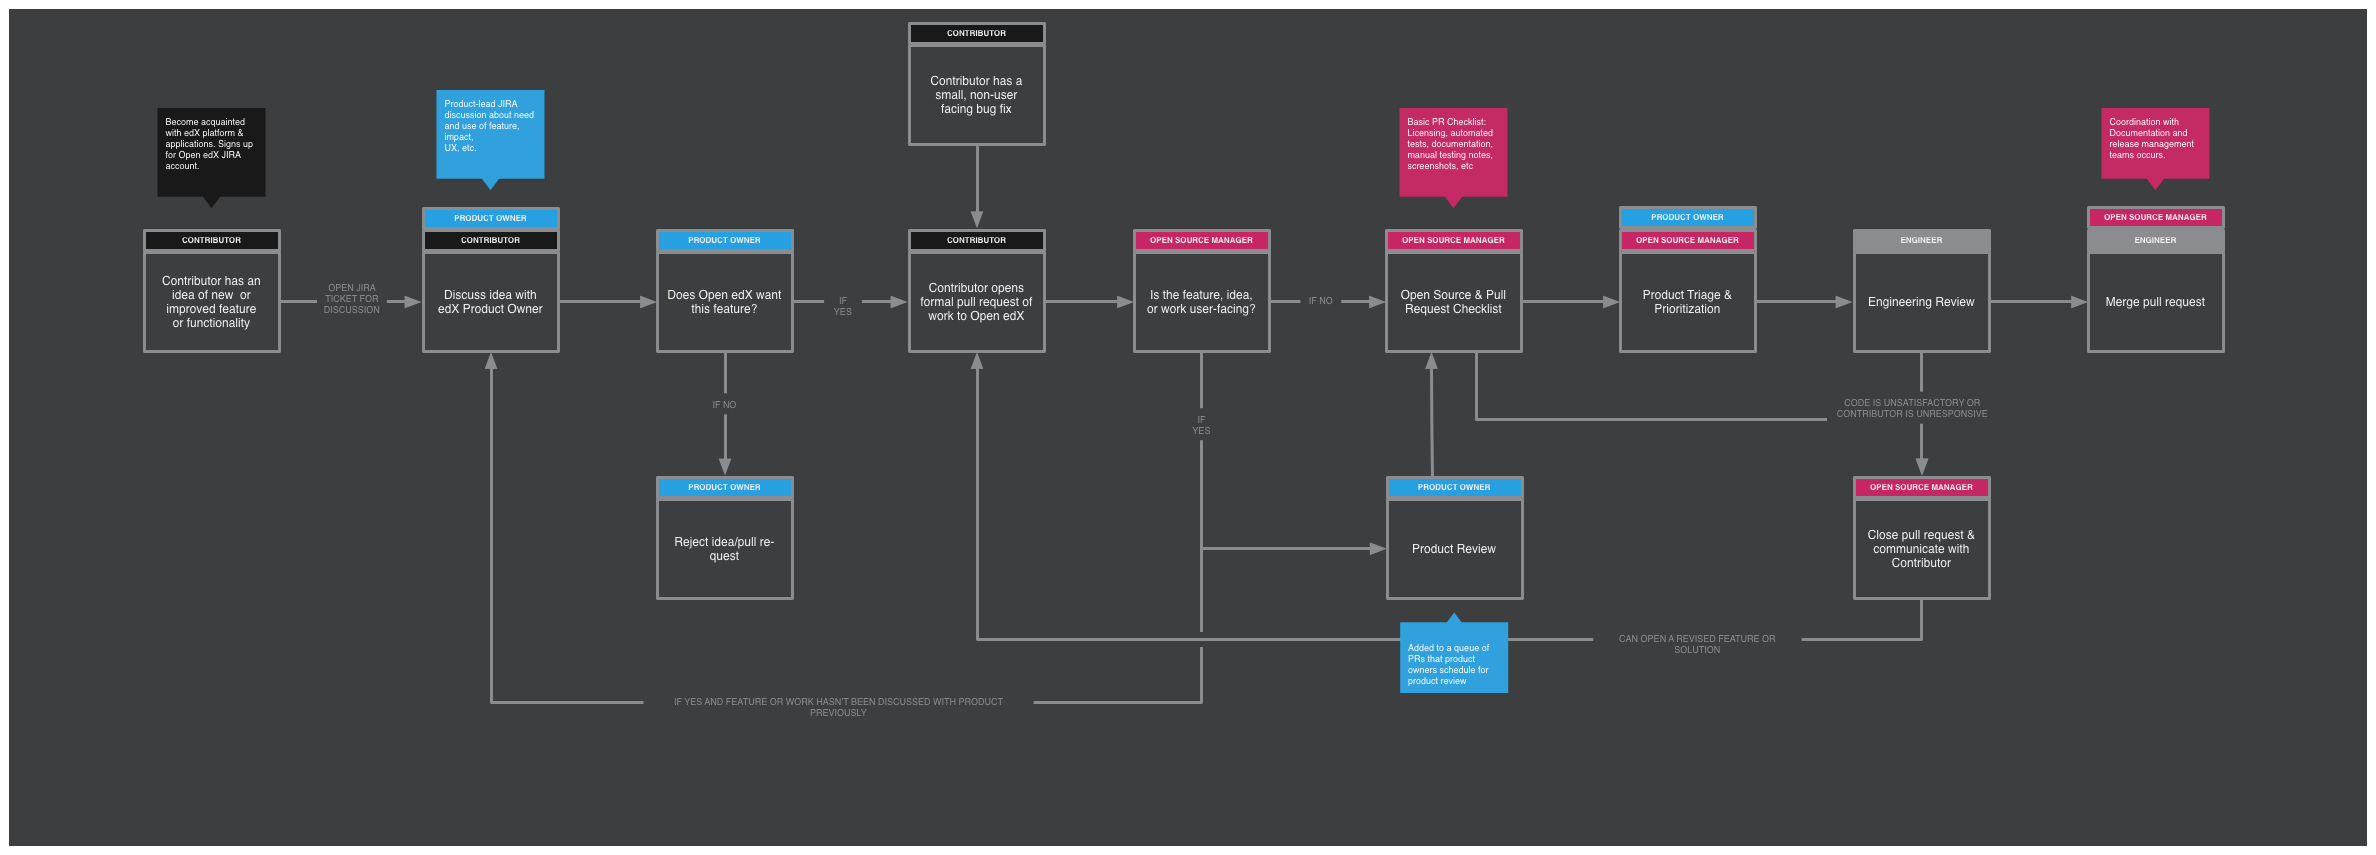 CONTRIBUTOR
Contributor has a
small, non-user
facing bug fix
Become acquainted
with edX platform &
applications. Signs up
for Open edX JIRA
account.
Product-lead JIRA
discussion about need
and use of feature,
impact,
UX, etc.
Basic PR Checklist:
Licensing, automated
tests, documentation,
manual testing notes,
screenshots, etc
Coordination with
Documentation and
release management
teams occurs.
CONTRIBUTOR
Contributor has an
idea of new or
improved feature
or functionality
OPEN JIRA
TICKET FOR
DISCUSSION
PRODUCT OWNER
CONTRIBUTOR
Discuss idea with
edX Product Owner
PRODUCT OWNER
Does Open edX want
this feature?
IF
YES
CONTRIBUTOR
Contributor opens
formal pull request of
work to Open edX
OPEN SOURCE MANAGER
Is the feature, idea,
or work user-facing?
IF NO
OPEN SOURCE MANAGER
Open Source & Pull
Request Checklist
PRODUCT OWNER
OPEN SOURCE MANAGER
Product Triage &
Prioritization
ENGINEER
Engineering Review
OPEN SOURCE MANAGER
ENGINEER
Merge pull request
IF NO
IF
YES
CODE IS UNSATISFACTORY OR
CONTRIBUTOR IS UNRESPONSIVE
PRODUCT OWNER
Reject idea/pull re-
quest
PRODUCT OWNER
Product Review
OPEN SOURCE MANAGER
Close pull request &
communicate with
Contributor
Added to a queue of
PRs that product
owners schedule for
product review
CAN OPEN A REVISED FEATURE OR
SOLUTION
IF YES AND FEATURE OR WORK HASN'T BEEN DISCUSSED WITH PRODUCT
PREVIOUSLY